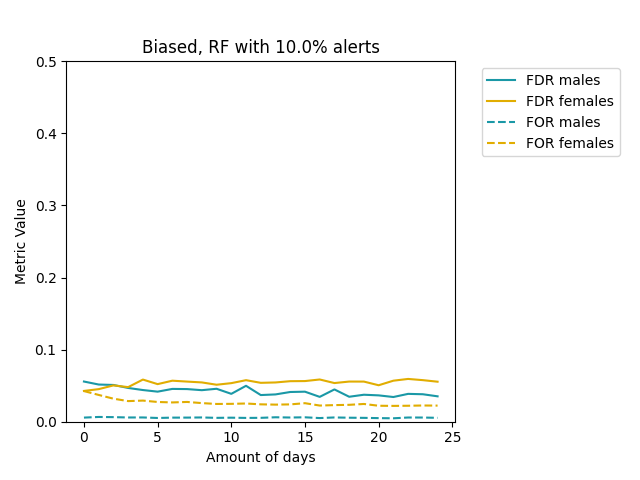 Biased, RF with 10.0% alerts
0.5
0.4
0.3
0.2
0.1
0.0
Metric Value
0
5
10
15
20
25
Amount of days
FDR males
FDR females
FOR males
FOR females